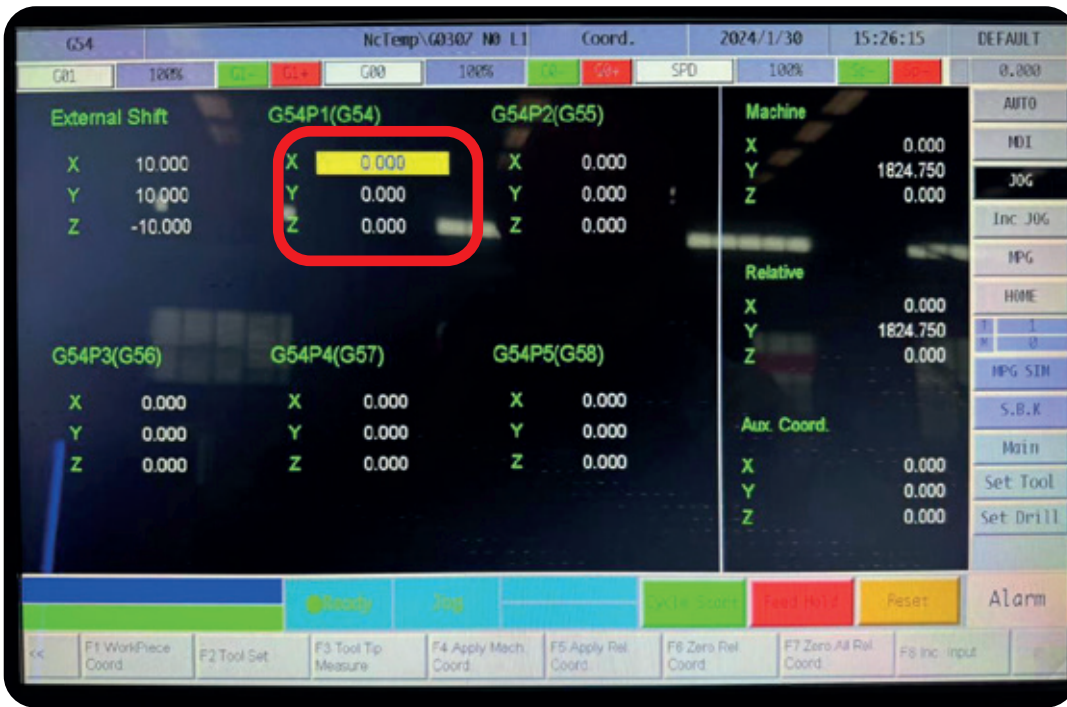 G54 NcTemp\G0307 N0 L1 Coord. 2024/1/30 15:26:15 DEFAULT
G01 100% G1- G1+ G00 100% G0- G0+ SPD 100% 0.000
External Shift G54P1(G54) G54P2(G55) Machine AUTO
X 10.000 X 0.000 X 0.000 X 0.000 MDI
Y 10.000 Y 0.000 Y 0.000 Y 1824.750 JOG
Z -10.000 Z 0.000 Z 0.000 Z 0.000 Inc JOG
MPG
Relative
X 0.000 HOME
Y 1824.750 T 1
M 0
G54P3(G56) G54P4(G57) G54P5(G58) Z 0.000 MPG SIM
X 0.000 X 0.000 X 0.000 S.B.K
Y 0.000 Y 0.000 Y 0.000 Aux. Coord. Main
Z 0.000 Z 0.000 Z 0.000 X 0.000 Set Tool
Y 0.000
Z 0.000 Set Drill
Ready Jog Cycle Start Feed Hold Reset Alarm
<< F1 WorkPiece Coord F2 Tool Set F3 Tool Tip Measure F4 Apply Mach. Coord. F5 Apply Rel. Coord. F6 Zero Rel. Coord. F7 Zero All Rel. Coord. F8 Inc. Input